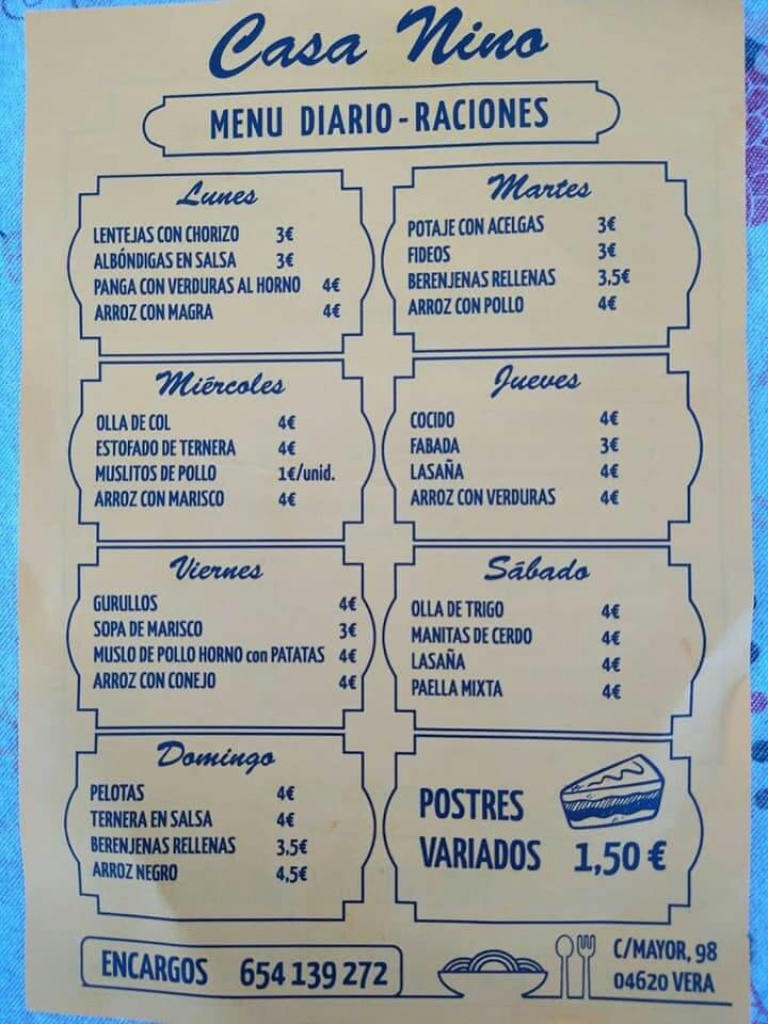 Casa Nino
MENU DIARIO - RACIONES
Lunes
LENTEJAS CON CHORIZO 3€
ALBÓNDIGAS EN SALSA 3€
PANGA CON VERDURAS AL HORNO 4€
ARROZ CON MAGRA 4€
Martes
POTAJE CON ACELGAS 3€
FIDEOS 3€
BERENJENAS RELLENAS 3,5€
ARROZ CON POLLO 4€
Miércoles
OLLA DE COL 4€
ESTOFADO DE TERNERA 4€
MUSLITOS DE POLLO 1€/unid.
ARROZ CON MARISCO 4€
Jueves
COCIDO 4€
FABADA 3€
LASAÑA 4€
ARROZ CON VERDURAS 4€
Viernes
GURULLOS 4€
SOPA DE MARISCO 3€
MUSLO DE POLLO HORNO con PATATAS 4€
ARROZ CON CONEJO 4€
Sábado
OLLA DE TRIGO 4€
MANITAS DE CERDO 4€
LASAÑA 4€
PAELLA MIXTA 4€
Domingo
PELOTAS 4€
TERNERA EN SALSA 4€
BERENJENAS RELLENAS 3,5€
ARROZ NEGRO 4,5€
POSTRES
VARIADOS 1,50 €
ENCARGOS 654 139 272
C/MAYOR, 98
04620 VERA